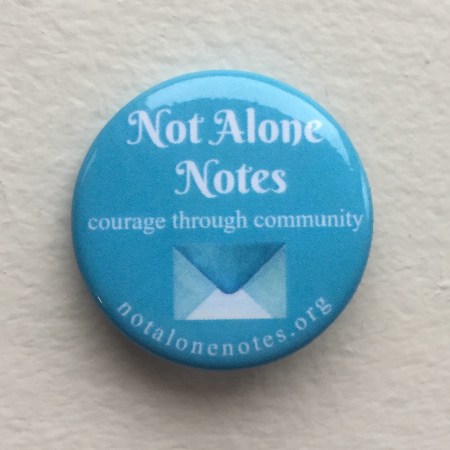 Not Alone
Notes
courage through community
notalonenotes.org